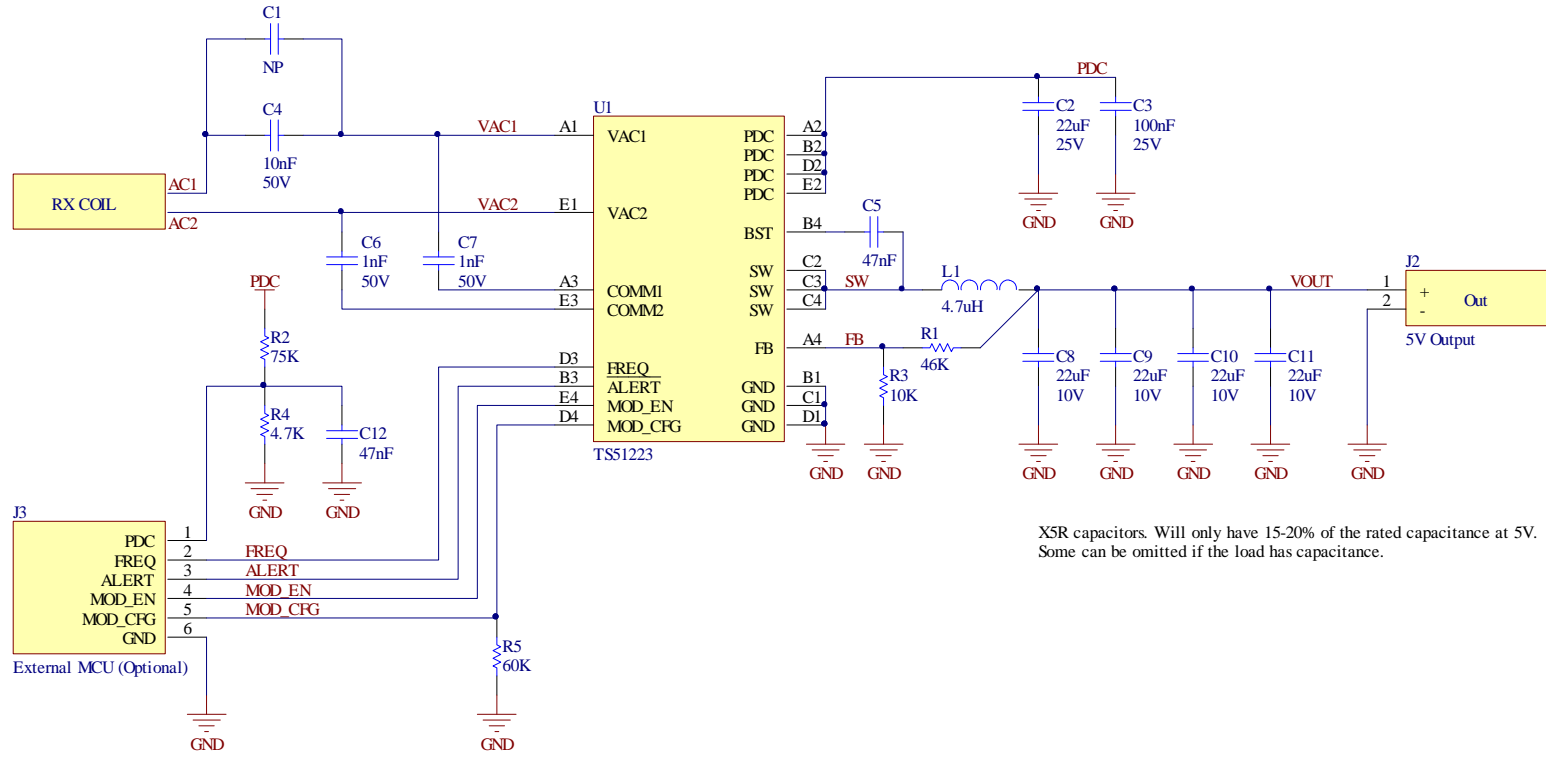 C1
NP
C4
10nF
50V
RX COIL
AC1
AC2
VAC1
VAC2
C6
1nF
50V
C7
1nF
50V
PDC
R2
75K
R4
4.7K
C12
47nF
GND
GND
U1
A1
VAC1
E1
VAC2
A3
COMM1
E3
COMM2
D3
FREQ
B3
ALERT
E4
MOD_EN
D4
MOD_CFG
TS51223
PDC
A2
PDC
B2
PDC
D2
PDC
E2
BST
B4
SW
C2
SW
C3
SW
C4
FB
A4
GND
B1
GND
C1
GND
D1
GND
PDC
C2
22uF
25V
C3
100nF
25V
GND
GND
C5
47nF
SW
L1
4.7uH
FB
R1
46K
R3
10K
GND
VOUT
C8
22uF
10V
C9
22uF
10V
C10
22uF
10V
C11
22uF
10V
GND
GND
GND
GND
J2
1
2
+
-
Out
5V Output
GND
X5R capacitors. Will only have 15-20% of the rated capacitance at 5V.
Some can be omitted if the load has capacitance.
J3
PDC
1
FREQ
2
FREQ
ALERT
3
ALERT
MOD_EN
4
MOD_EN
MOD_CFG
5
MOD_CFG
GND
6
External MCU (Optional)
GND
R5
60K
GND